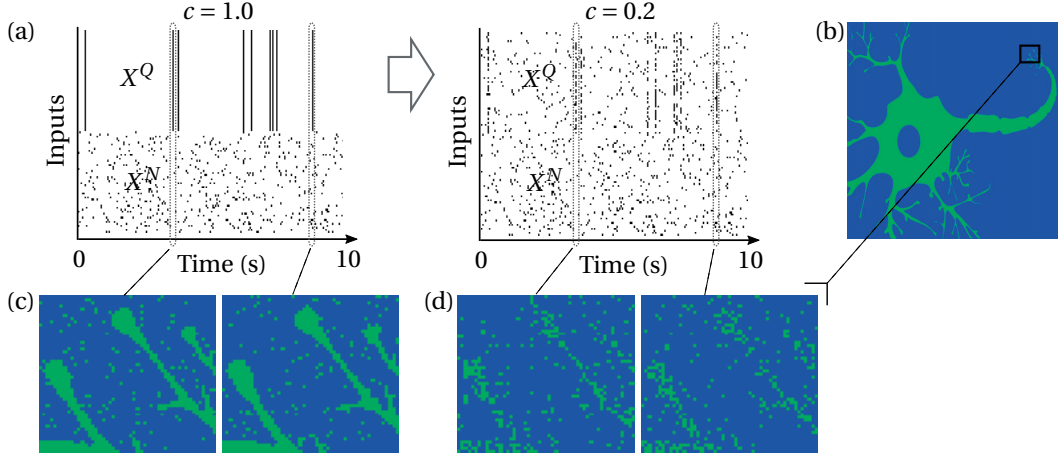 (a)
c = 1.0
X^Q
X^N
Inputs
0
Time (s)
10
c = 0.2
X^Q
X^N
Inputs
0
Time (s)
10
(b)
(c)
(d)